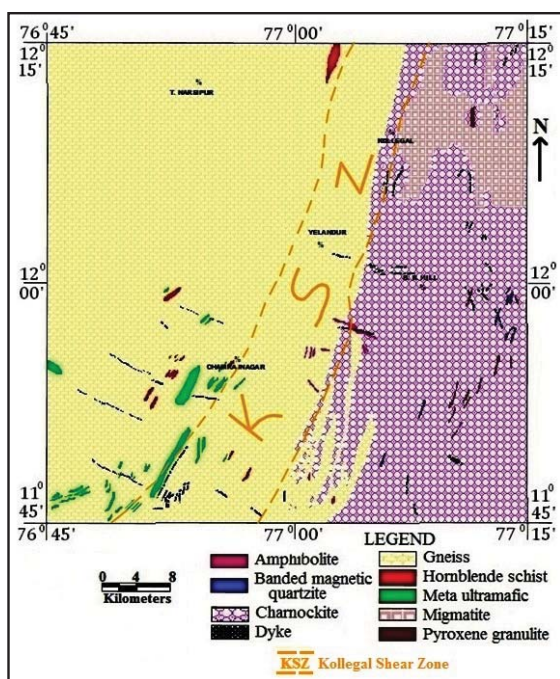 76° 45' 77° 00' 77° 15'
12° 15' 12° 15'
T. NARSIPUR
N
KOLLEGAL
Z
YELANDUR
S
B. R. HILL
12° 00' 12° 00'
CHAMRAJNAGAR
K
11° 45' 11° 45'
76° 45' 77° 00' 77° 15'
LEGEND
Amphibolite Gneiss
Banded magnetic quartzite Hornblende schist
0 4 8
Kilometers
Meta ultramafic
Charnockite Migmatite
Dyke Pyroxene granulite
KSZ Kollegal Shear Zone